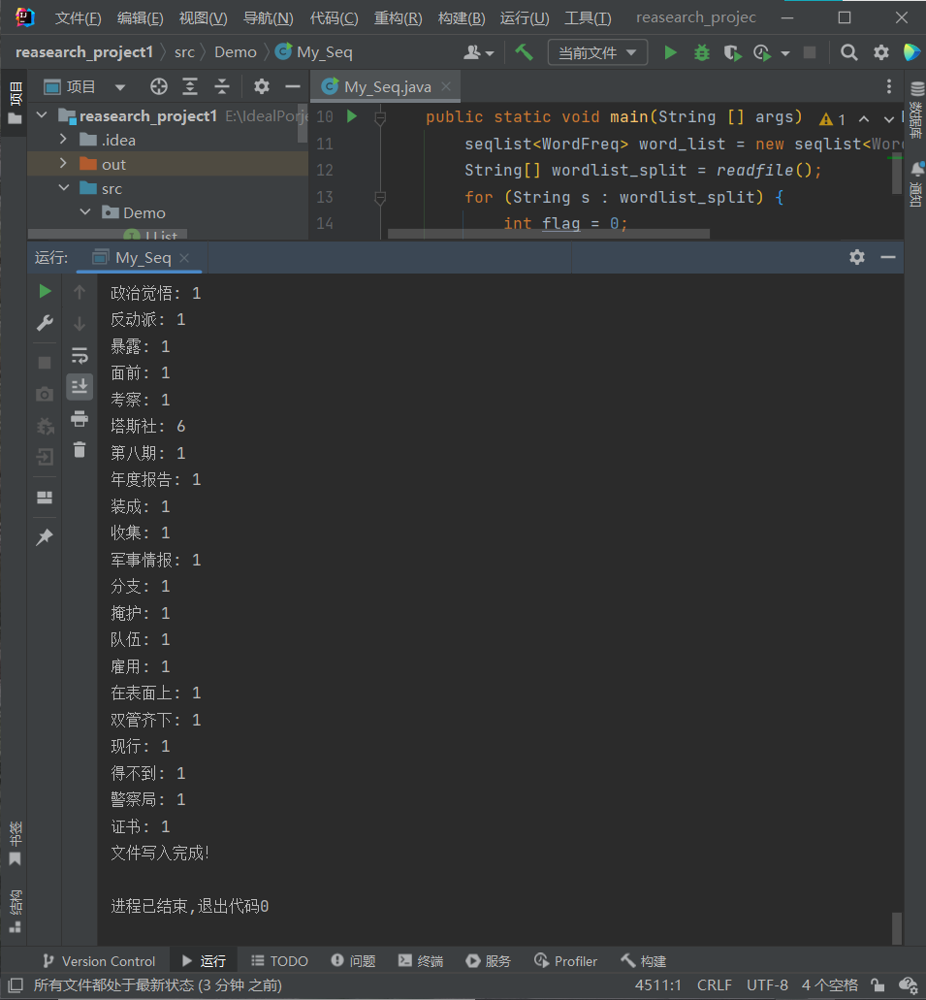 文件(F) 编辑(E) 视图(V) 导航(N) 代码(C) 重构(R) 构建(B) 运行(U) 工具(T) reasearch_projec
reasearch_project1 src Demo My_Seq 当前文件
项目 My_Seq.java
项目
reasearch_project1 E:\IdealPorje
.idea
out
src
Demo
10 public static void main(String [] args) 1
11 seqlist<WordFreq> word_list = new seqlist<Word
12 String[] wordlist_split = readfile();
13 for (String s : wordlist_split) {
14 int flag = 0;
数据库
通知
运行: My_Seq
政治觉悟: 1
反动派: 1
暴露: 1
面前: 1
考察: 1
塔斯社: 6
第八期: 1
年度报告: 1
装成: 1
收集: 1
军事情报: 1
分支: 1
掩护: 1
队伍: 1
雇用: 1
在表面上: 1
双管齐下: 1
现行: 1
得不到: 1
警察局: 1
证书: 1
文件写入完成!
进程已结束,退出代码0
书签
结构
Version Control 运行 TODO 问题 终端 服务 Profiler 构建
所有文件都处于最新状态 (3 分钟 之前) 4511:1 CRLF UTF-8 4 个空格